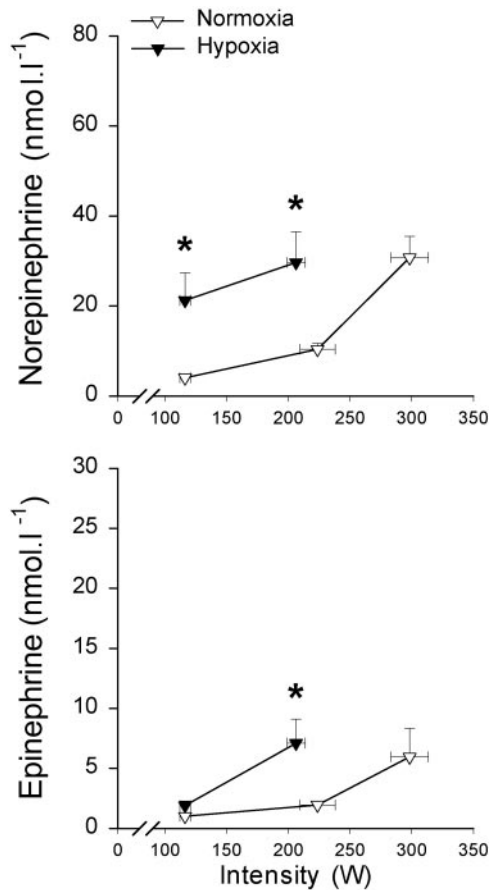 Normoxia
Hypoxia
Norepinephrine (nmol.l⁻¹)
80
60
40
20
0
*
*
0 100 150 200 250 300 350
Epinephrine (nmol.l⁻¹)
30
25
20
15
10
5
0
*
0 100 150 200 250 300 350
Intensity (W)